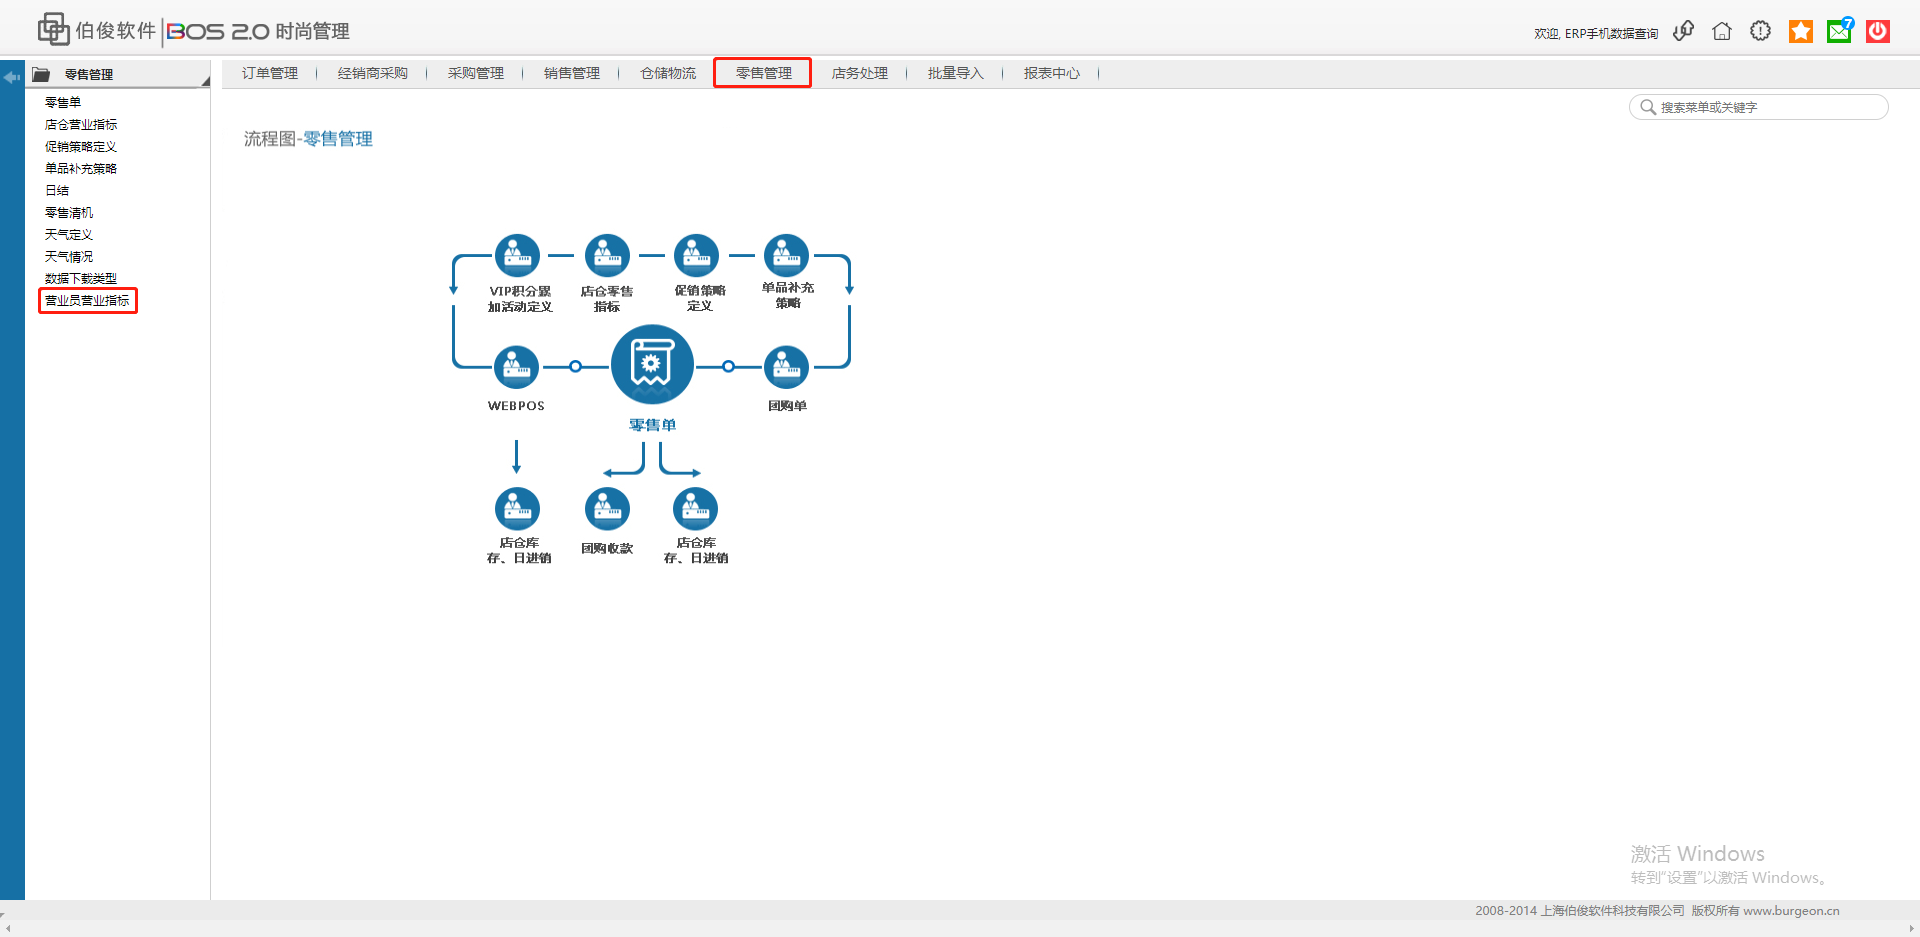 伯俊软件 BOS 2.0 时尚管理
欢迎, ERP手机数据查询
7
零售管理
订单管理 经销商采购 采购管理 销售管理 仓储物流 零售管理 店务处理 批量导入 报表中心
搜索菜单或关键字
零售单
店仓营业指标
促销策略定义
单品补充策略
日结
零售清机
天气定义
天气情况
数据下载类型
营业员营业指标
流程图-零售管理
VIP积分累
加活动定义
店仓零售
指标
促销策略
定义
单品补充
策略
WEBPOS
零售单
团购单
店仓库
存、日进销
团购收款
店仓库
存、日进销
激活 Windows
转到"设置"以激活 Windows。
2008-2014 上海伯俊软件科技有限公司 版权所有 www.burgeon.cn